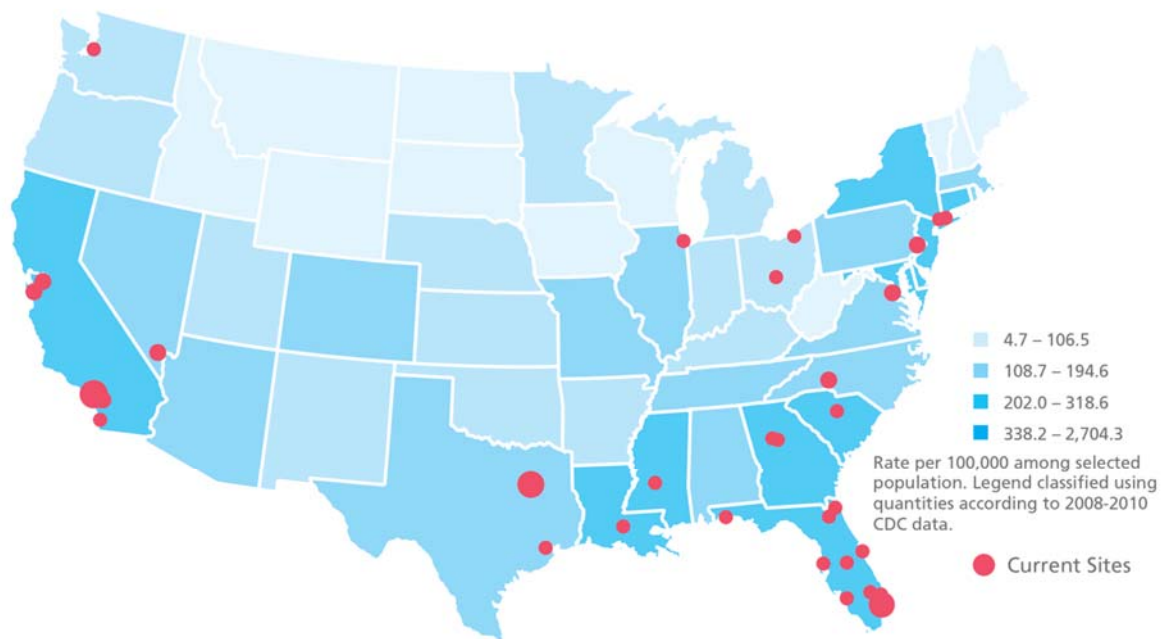 4.7 – 106.5
108.7 – 194.6
202.0 – 318.6
338.2 – 2,704.3
Rate per 100,000 among selected
population. Legend classified using
quantities according to 2008-2010
CDC data.
Current Sites